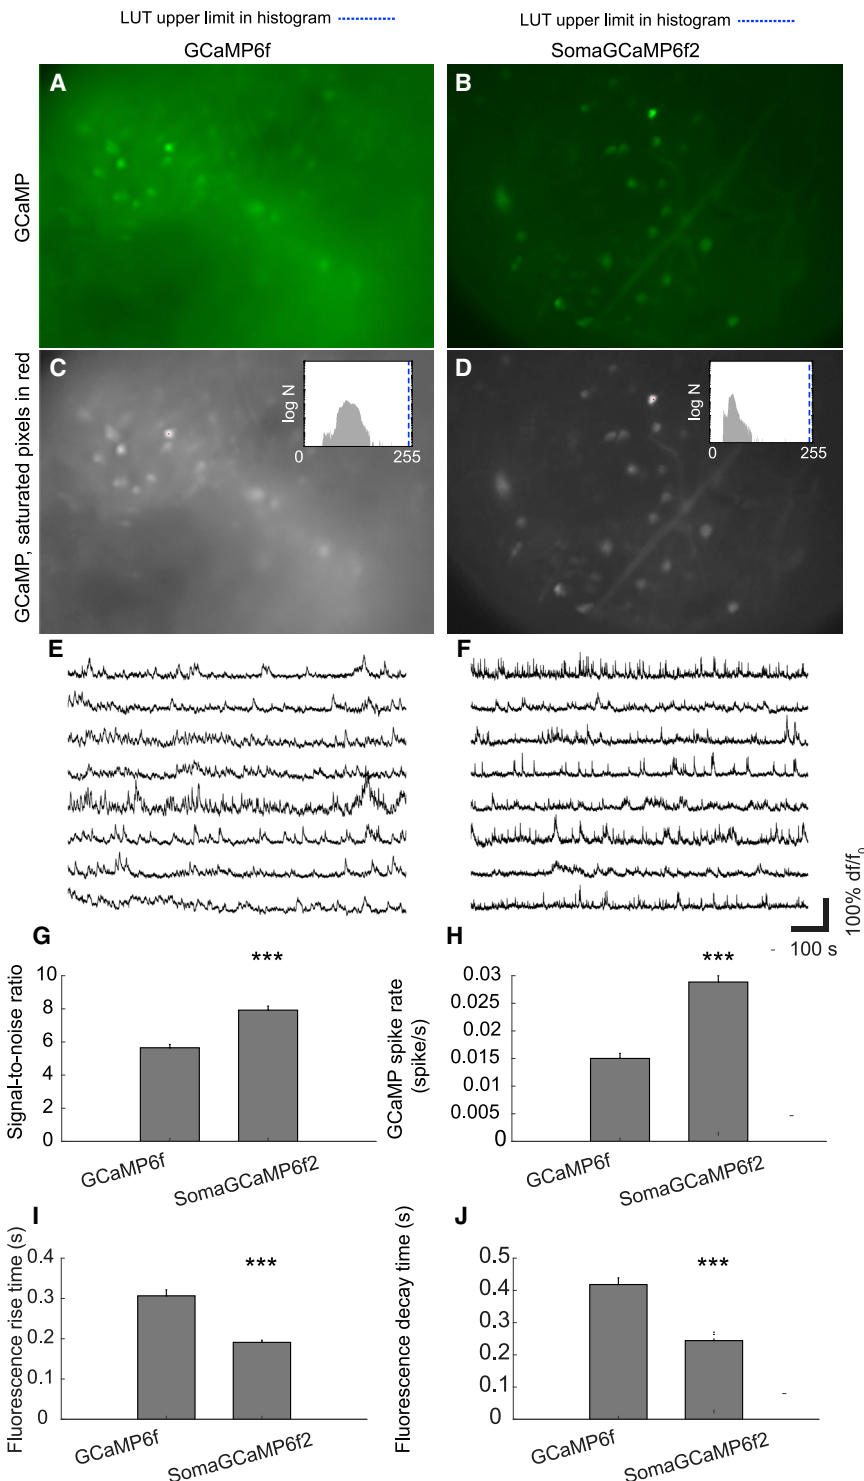 LUT upper limit in histogram
LUT upper limit in histogram
GCaMP6f
SomaGCaMP6f2
A
B
GCaMP
C
D
GCaMP, saturated pixels in red
log N
0
255
log N
0
255
E
F
100% df/f0
100 s
G
H
***
***
Signal-to-noise ratio
10
8
6
4
2
0
GCaMP6f
SomaGCaMP6f2
GCaMP spike rate
(spike/s)
0.03
0.025
0.02
0.015
0.01
0.005
0
GCaMP6f
SomaGCaMP6f2
I
J
***
***
Fluorescence rise time (s)
0.4
0.3
0.2
0.1
0
GCaMP6f
SomaGCaMP6f2
Fluorescence decay time (s)
0.5
0.4
0.3
0.2
0.1
0
GCaMP6f
SomaGCaMP6f2